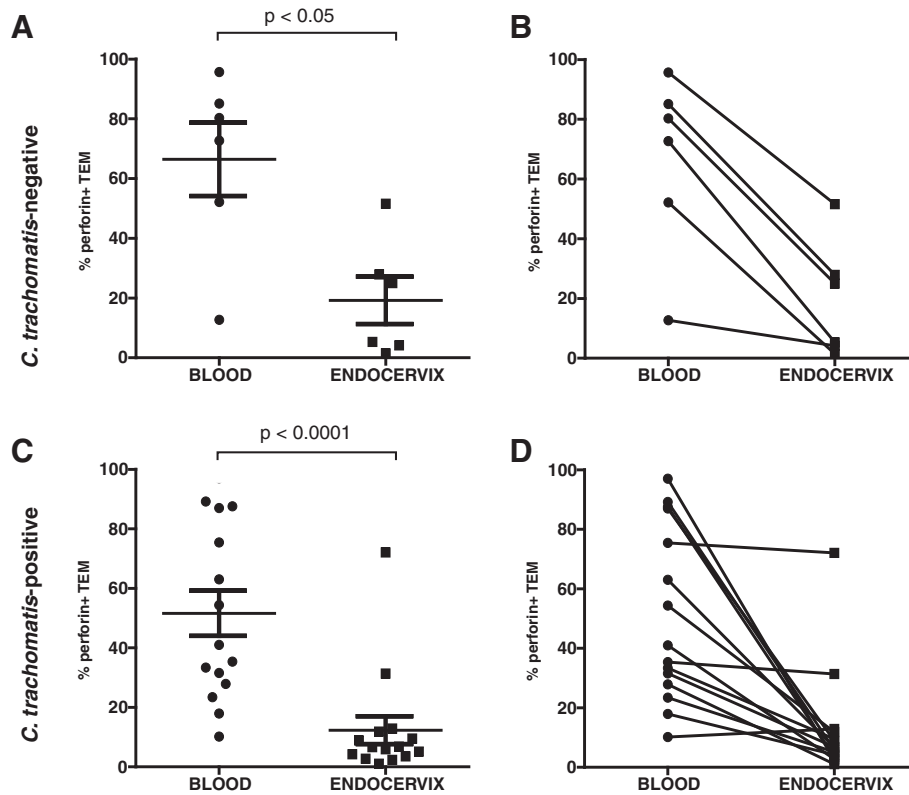 A
p < 0.05
C. trachomatis-negative
% perforin+ TEM
100
80
60
40
20
0
BLOOD ENDOCERVIX
B
% perforin+ TEM
100
80
60
40
20
0
BLOOD ENDOCERVIX
C
p < 0.0001
C. trachomatis-positive
% perforin+ TEM
100
80
60
40
20
0
BLOOD ENDOCERVIX
D
% perforin+ TEM
100
80
60
40
20
0
BLOOD ENDOCERVIX